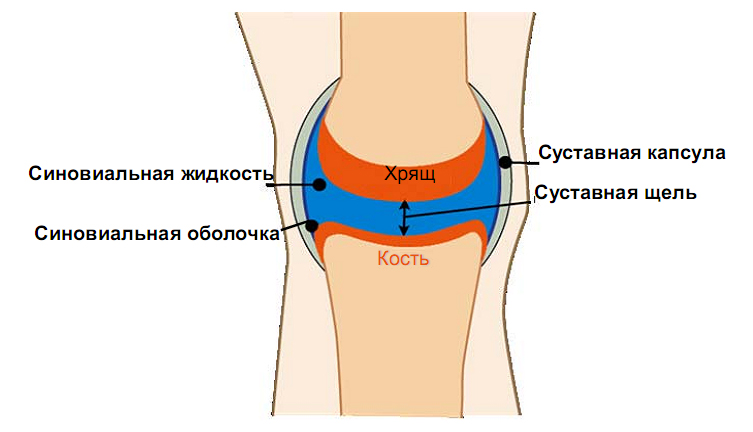 Суставная капсула
Хрящ
Синовиальная жидкость
Суставная щель
Синовиальная оболочка
Кость